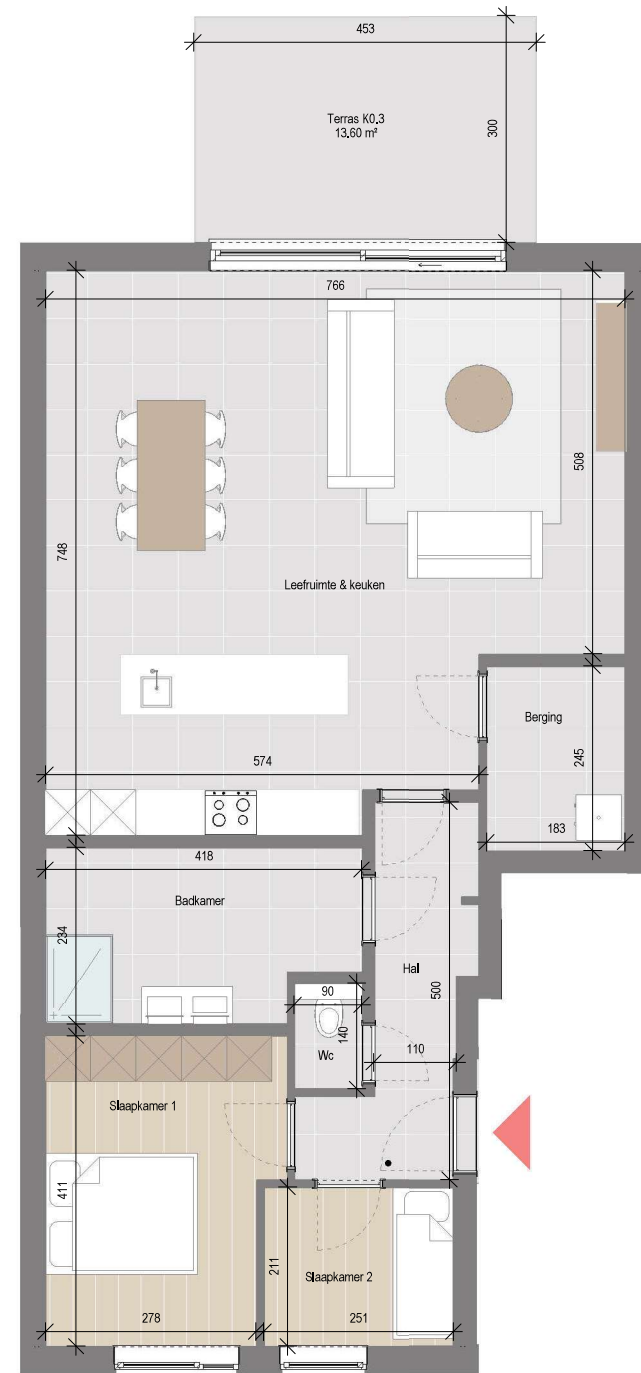 453
Terras K0.3
13.60 m²
300
766
508
748
Leefruimte & keuken
Berging
574
245
183
418
Badkamer
234
Hal
500
90
140
Wc
110
Slaapkamer 1
411
211
Slaapkamer 2
278
251